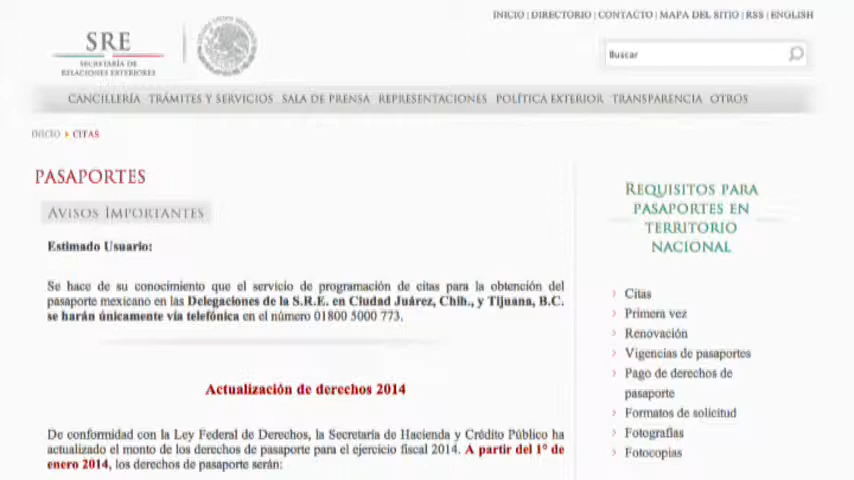 INICIO | DIRECTORIO | CONTACTO | MAPA DEL SITIO | RSS | ENGLISH
SRE
SECRETARÍA DE
RELACIONES EXTERIORES
Buscar
CANCILLERÍA TRÁMITES Y SERVICIOS SALA DE PRENSA REPRESENTACIONES POLÍTICA EXTERIOR TRANSPARENCIA OTROS
INICIO CITAS
PASAPORTES
AVISOS IMPORTANTES
Estimado Usuario:
Se hace de su conocimiento que el servicio de programación de citas para la obtención del
pasaporte mexicano en las Delegaciones de la S.R.E. en Ciudad Juárez, Chih., y Tijuana, B.C.
se harán únicamente vía telefónica en el número 01800 5000 773.
Actualización de derechos 2014
De conformidad con la Ley Federal de Derechos, la Secretaría de Hacienda y Crédito Público ha
actualizado el monto de los derechos de pasaporte para el ejercicio fiscal 2014. A partir del 1° de
enero 2014, los derechos de pasaporte serán:
REQUISITOS PARA
PASAPORTES EN
TERRITORIO
NACIONAL
Citas
Primera vez
Renovación
Vigencias de pasaportes
Pago de derechos de
pasaporte
Formatos de solicitud
Fotografías
Fotocopias